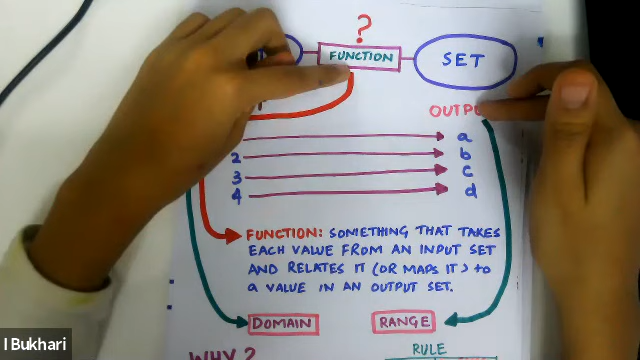 ?
FUNCTION
SET
a
2 b
3 c
4 d
FUNCTION: SOMETHING THAT TAKES
EACH VALUE FROM AN INPUT SET
AND RELATES IT (OR MAPS IT) to
a VALUE IN AN OUTPUT SET.
DOMAIN RANGE
WHY?
RULE
I Bukhari